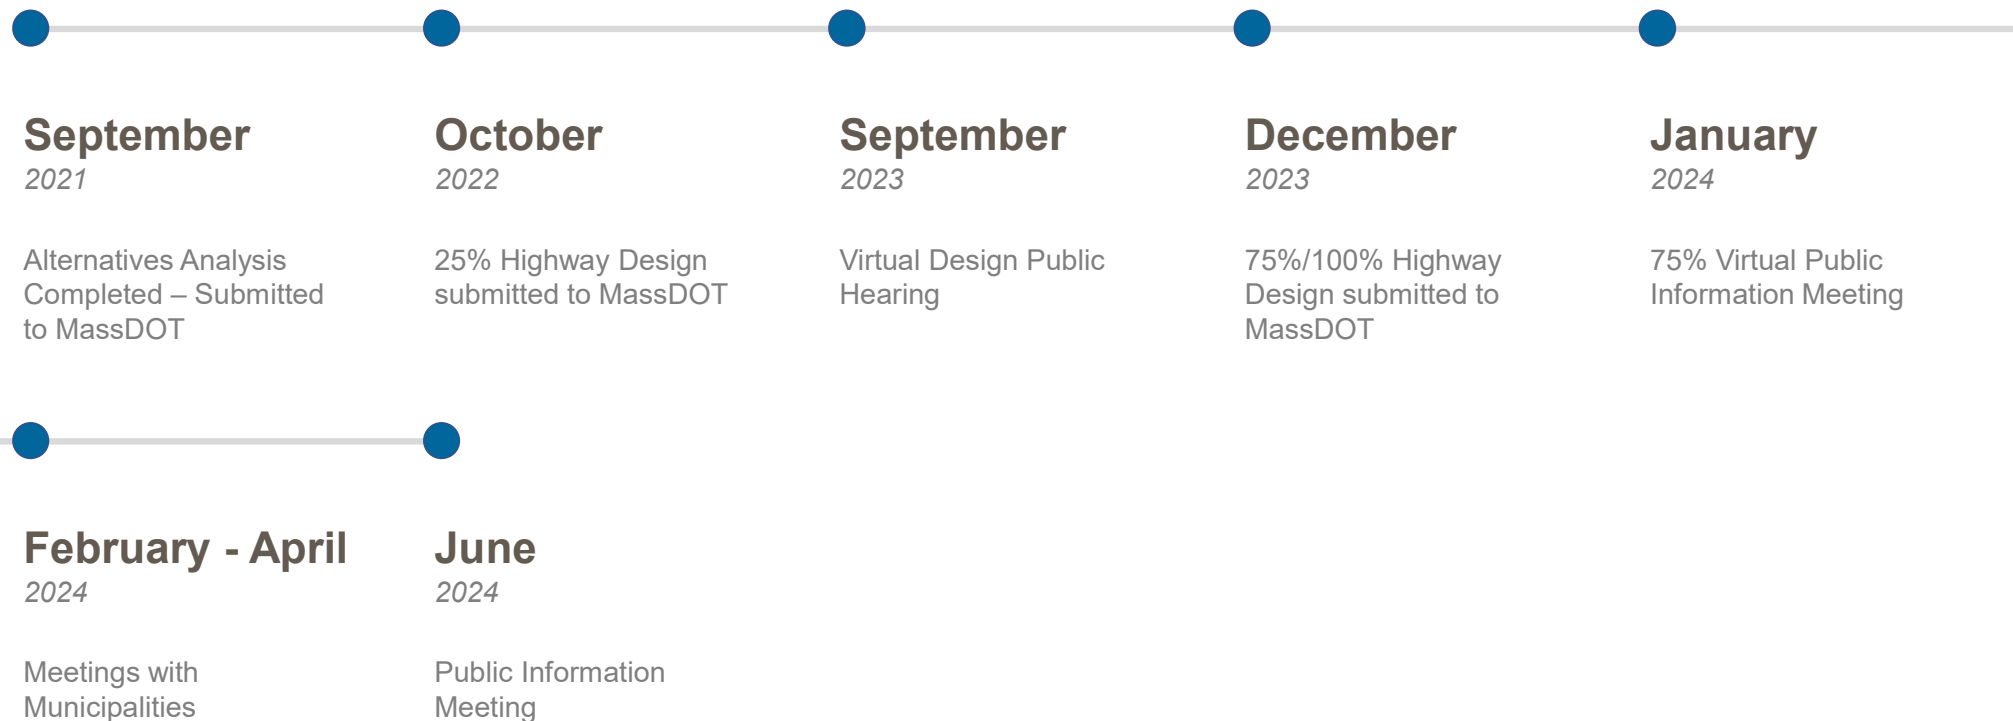 September
2021
Alternatives Analysis
Completed – Submitted
to MassDOT
October
2022
25% Highway Design
submitted to MassDOT
September
2023
Virtual Design Public
Hearing
December
2023
75%/100% Highway
Design submitted to
MassDOT
January
2024
75% Virtual Public
Information Meeting
February - April
2024
Meetings with
Municipalities
June
2024
Public Information
Meeting